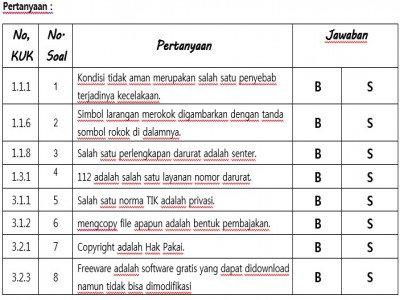 Pertanyaan :
No, KUK No. Soal Pertanyaan Jawaban
1.1.1 1 Kondisi tidak aman merupakan salah satu penyebab
terjadinya kecelakaan. B S
1.1.6 2 Simbol larangan merokok digambarkan dengan tanda
sombol rokok di dalamnya. B S
1.1.8 3 Salah satu perlengkapan darurat adalah senter. B S
1.3.1 4 112 adalah salah satu layanan nomor darurat. B S
3.1.1 5 Salah satu norma TIK adalah privasi. B S
3.1.2 6 mengcopy file apapun adalah bentuk pembajakan. B S
3.2.1 7 Copyright adalah Hak Pakai. B S
3.2.3 8 Freeware adalah software gratis yang dapat didownload
namun tidak bisa dimodifikasi B S